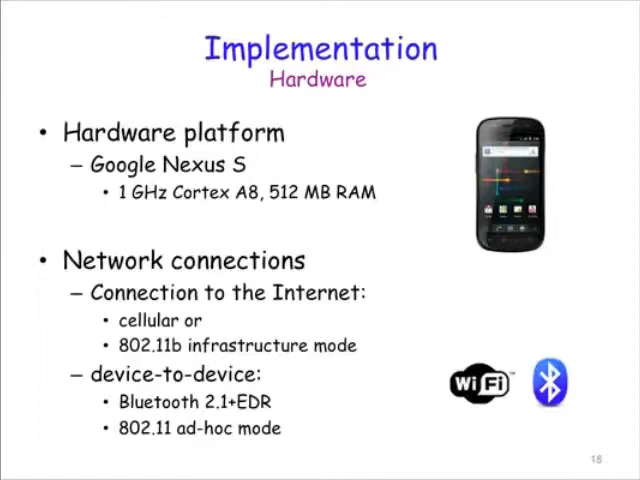 Implementation
Hardware
• Hardware platform
– Google Nexus S
• 1 GHz Cortex A8, 512 MB RAM
• Network connections
– Connection to the Internet:
• cellular or
• 802.11b infrastructure mode
– device-to-device:
• Bluetooth 2.1+EDR
• 802.11 ad-hoc mode
Wi Fi
18